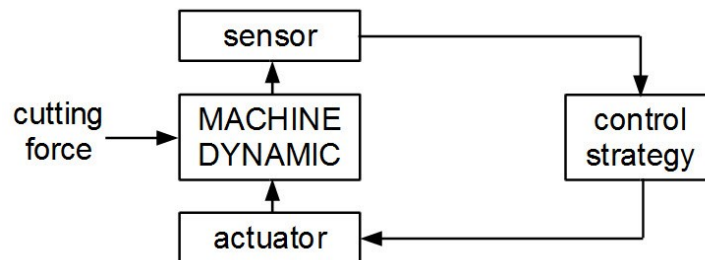 sensor
cutting
force
MACHINE
DYNAMIC
control
strategy
actuator